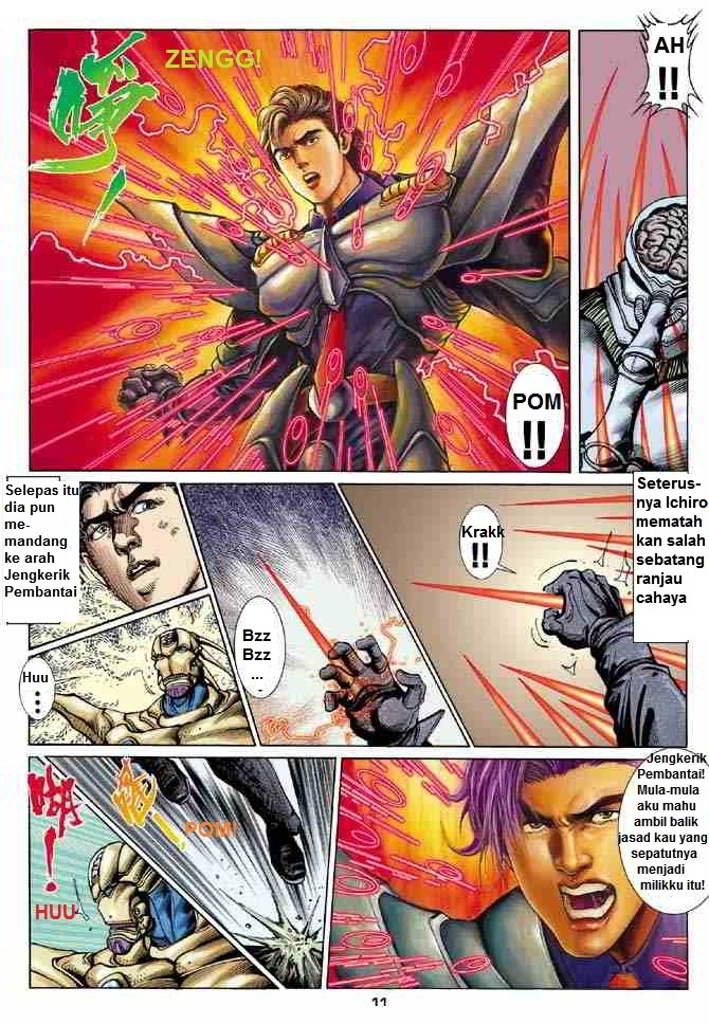 ZENGG!
AH
!!
POM
!!
Selepas itu
dia pun
me-
mandang
ke arah
Jengkerik
Pembantai
Huu
...
Bzz
Bzz
...
-
Krakk
!!
Seterus-
nya Ichiro
mematah
kan salah
sebatang
ranjau
cahaya
HUU
POM!
Jengkerik
Pembantai!
Mula-mula
aku mahu
ambil balik
jasad kau yang
sepatutnya
menjadi
milikku itu!
11